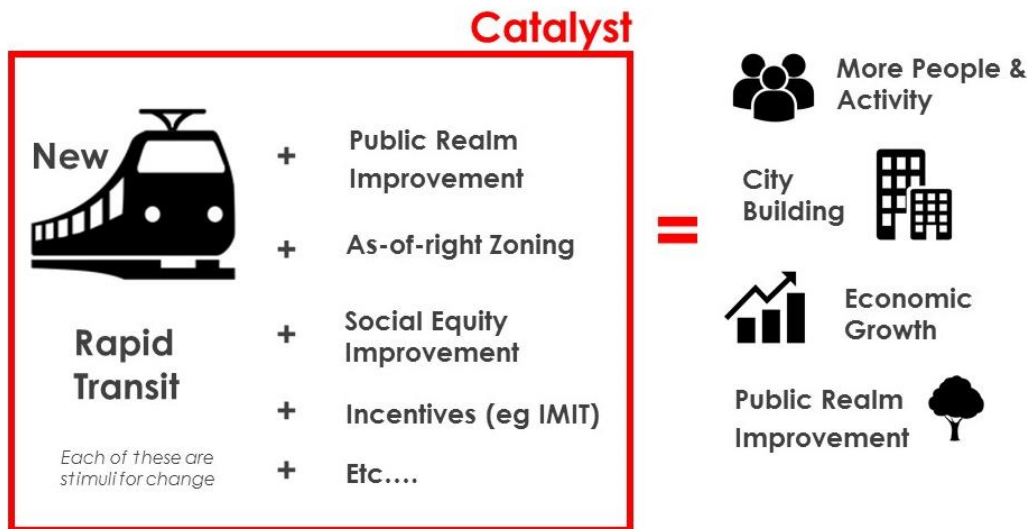 Catalyst
New
Rapid
Transit
Each of these are
stimuli for change
+ Public Realm
Improvement
+ As-of-right Zoning
+ Social Equity
Improvement
+ Incentives (eg IMIT)
+ Etc....
=
More People &
Activity
City
Building
Economic
Growth
Public Realm
Improvement